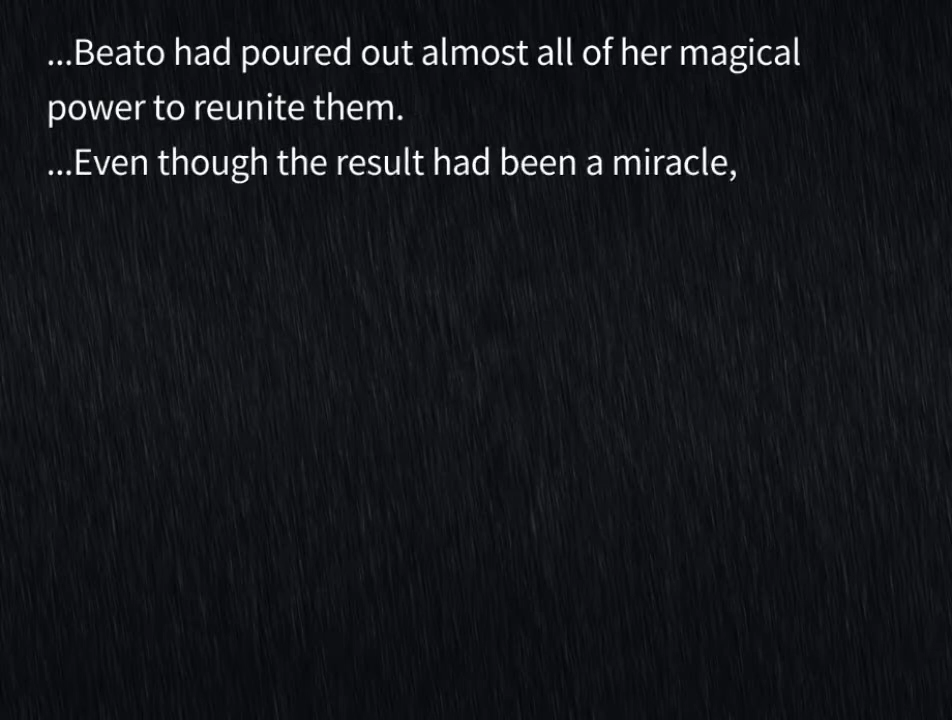 ...Beato had poured out almost all of her magical
power to reunite them.
...Even though the result had been a miracle,